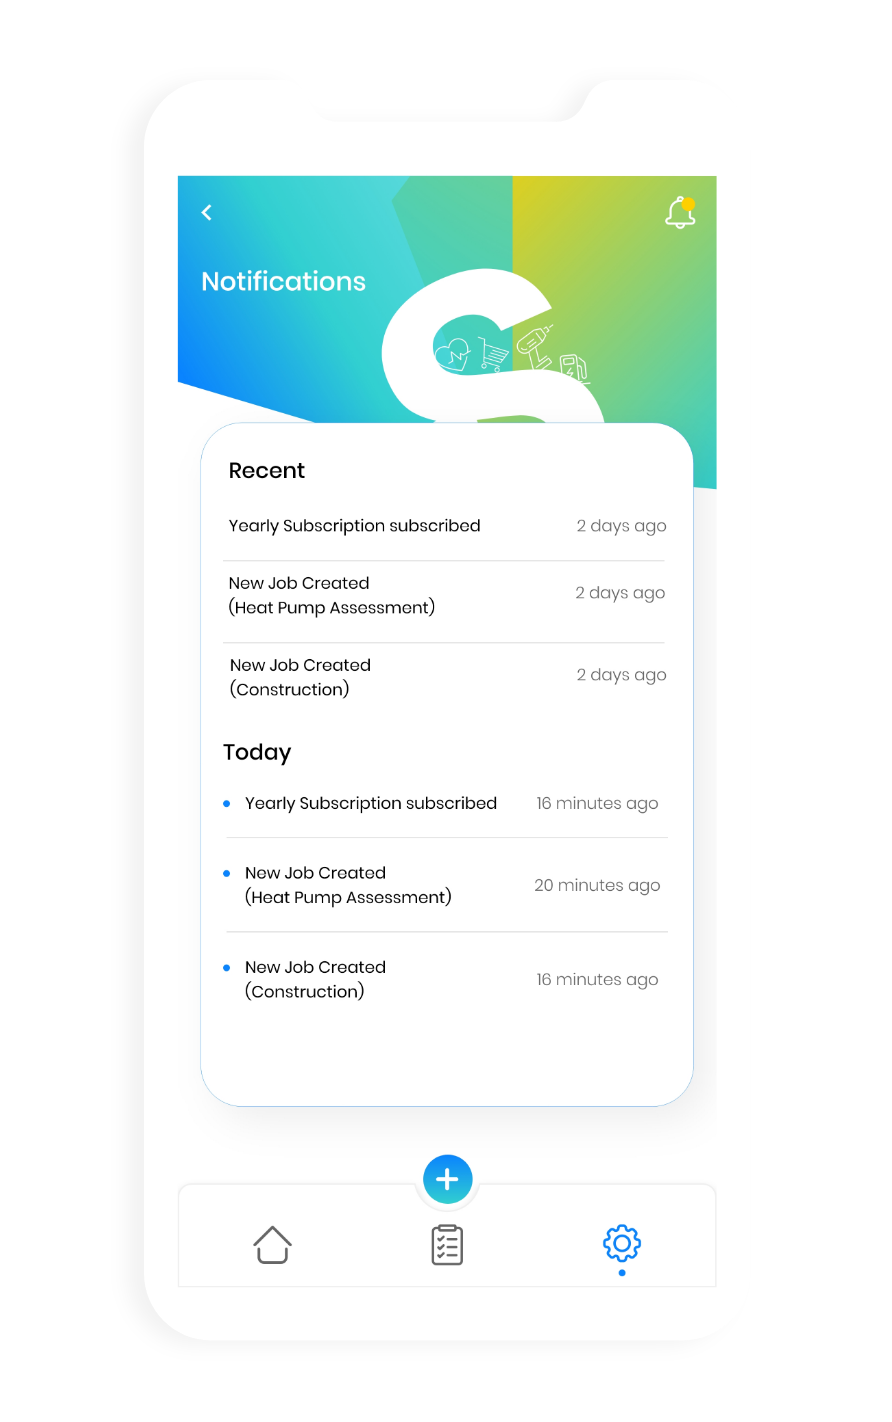 Notifications
Recent
Yearly Subscription subscribed 2 days ago
New Job Created
(Heat Pump Assessment) 2 days ago
New Job Created
(Construction) 2 days ago
Today
Yearly Subscription subscribed 16 minutes ago
New Job Created
(Heat Pump Assessment) 20 minutes ago
New Job Created
(Construction) 16 minutes ago